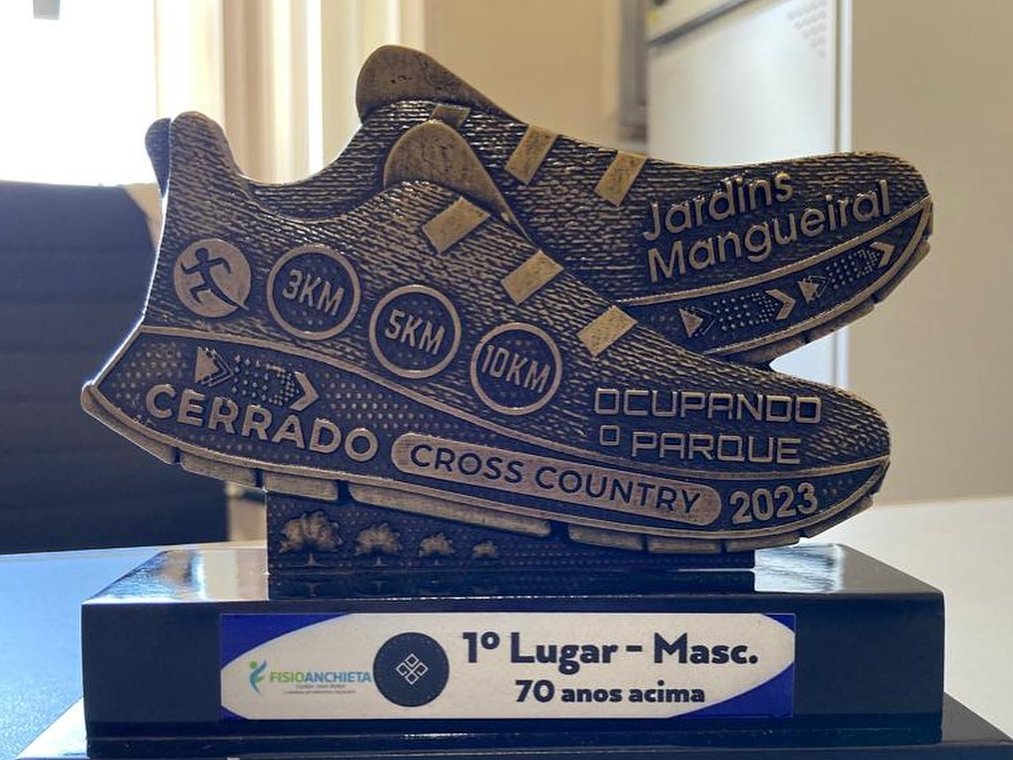 Jardins
Mangueiral
3KM
5KM
10KM
OCUPANDO
O PARQUE
CERRADO
CROSS COUNTRY
2023
1º Lugar - Masc.
70 anos acima
FISIOANCHIETA